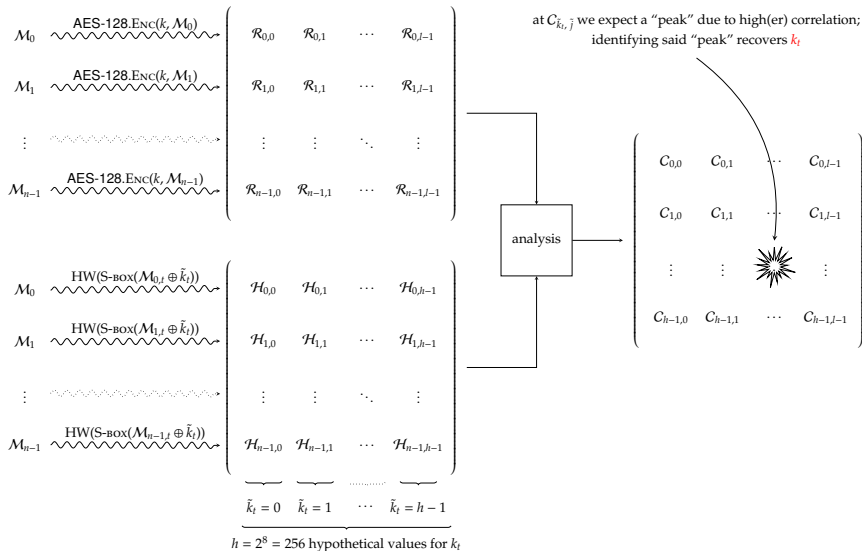 at 𝒞_{k̃_t, j̃} we expect a “peak” due to high(er) correlation;
identifying said “peak” recovers k_t
ℳ_0 AES-128.Enc(k, ℳ_0) ℛ_{0,0} ℛ_{0,1} ⋯ ℛ_{0,l−1}
ℳ_1 AES-128.Enc(k, ℳ_1) ℛ_{1,0} ℛ_{1,1} ⋯ ℛ_{1,l−1}
⋮ ⋮ ⋮ ⋱ ⋮
ℳ_{n−1} AES-128.Enc(k, ℳ_{n−1}) ℛ_{n−1,0} ℛ_{n−1,1} ⋯ ℛ_{n−1,l−1}
ℳ_0 HW(S-box(ℳ_{0,t} ⊕ k̃_t)) ℋ_{0,0} ℋ_{0,1} ⋯ ℋ_{0,h−1}
ℳ_1 HW(S-box(ℳ_{1,t} ⊕ k̃_t)) ℋ_{1,0} ℋ_{1,1} ⋯ ℋ_{1,h−1}
⋮ ⋮ ⋮ ⋱ ⋮
ℳ_{n−1} HW(S-box(ℳ_{n−1,t} ⊕ k̃_t)) ℋ_{n−1,0} ℋ_{n−1,1} ⋯ ℋ_{n−1,h−1}
k̃_t = 0 k̃_t = 1 ⋯ k̃_t = h − 1
h = 2^8 = 256 hypothetical values for k_t
analysis
𝒞_{0,0} 𝒞_{0,1} ⋯ 𝒞_{0,l−1}
𝒞_{1,0} 𝒞_{1,1} ⋯ 𝒞_{1,l−1}
⋮ ⋮ ⋮
𝒞_{h−1,0} 𝒞_{h−1,1} ⋯ 𝒞_{h−1,l−1}